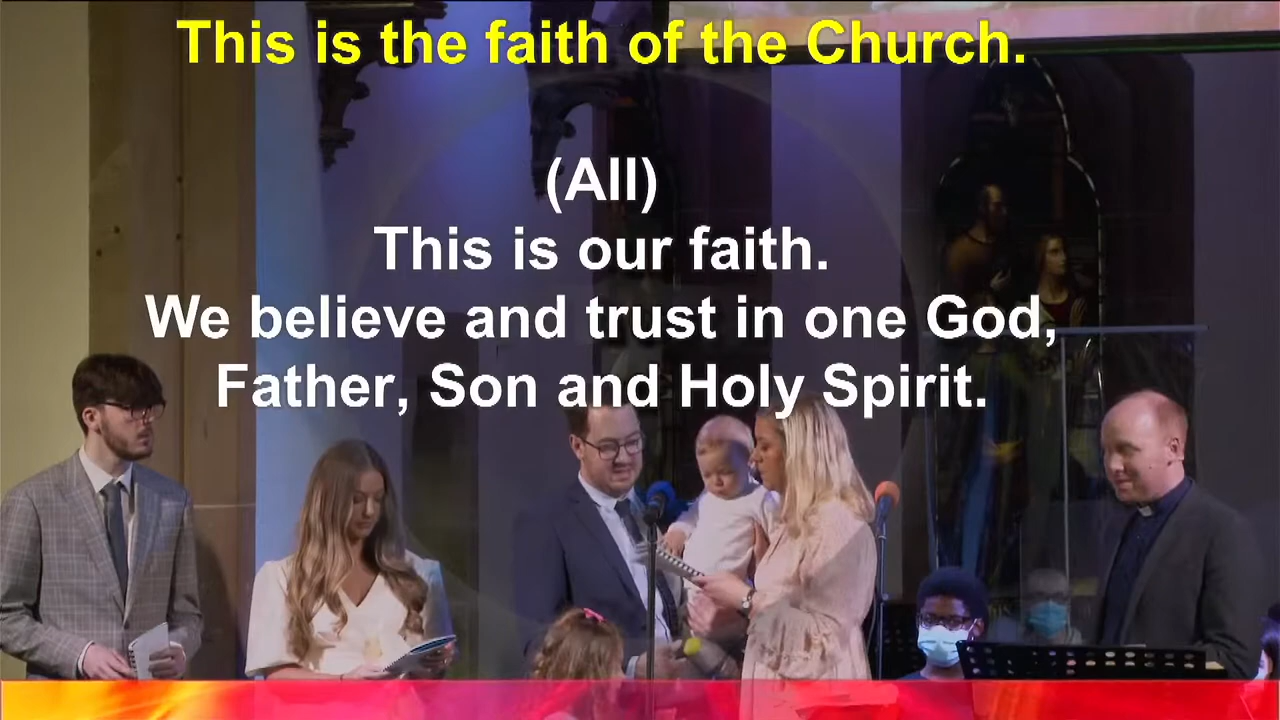 This is the faith of the Church.
(All)
This is our faith.
We believe and trust in one God,
Father, Son and Holy Spirit.